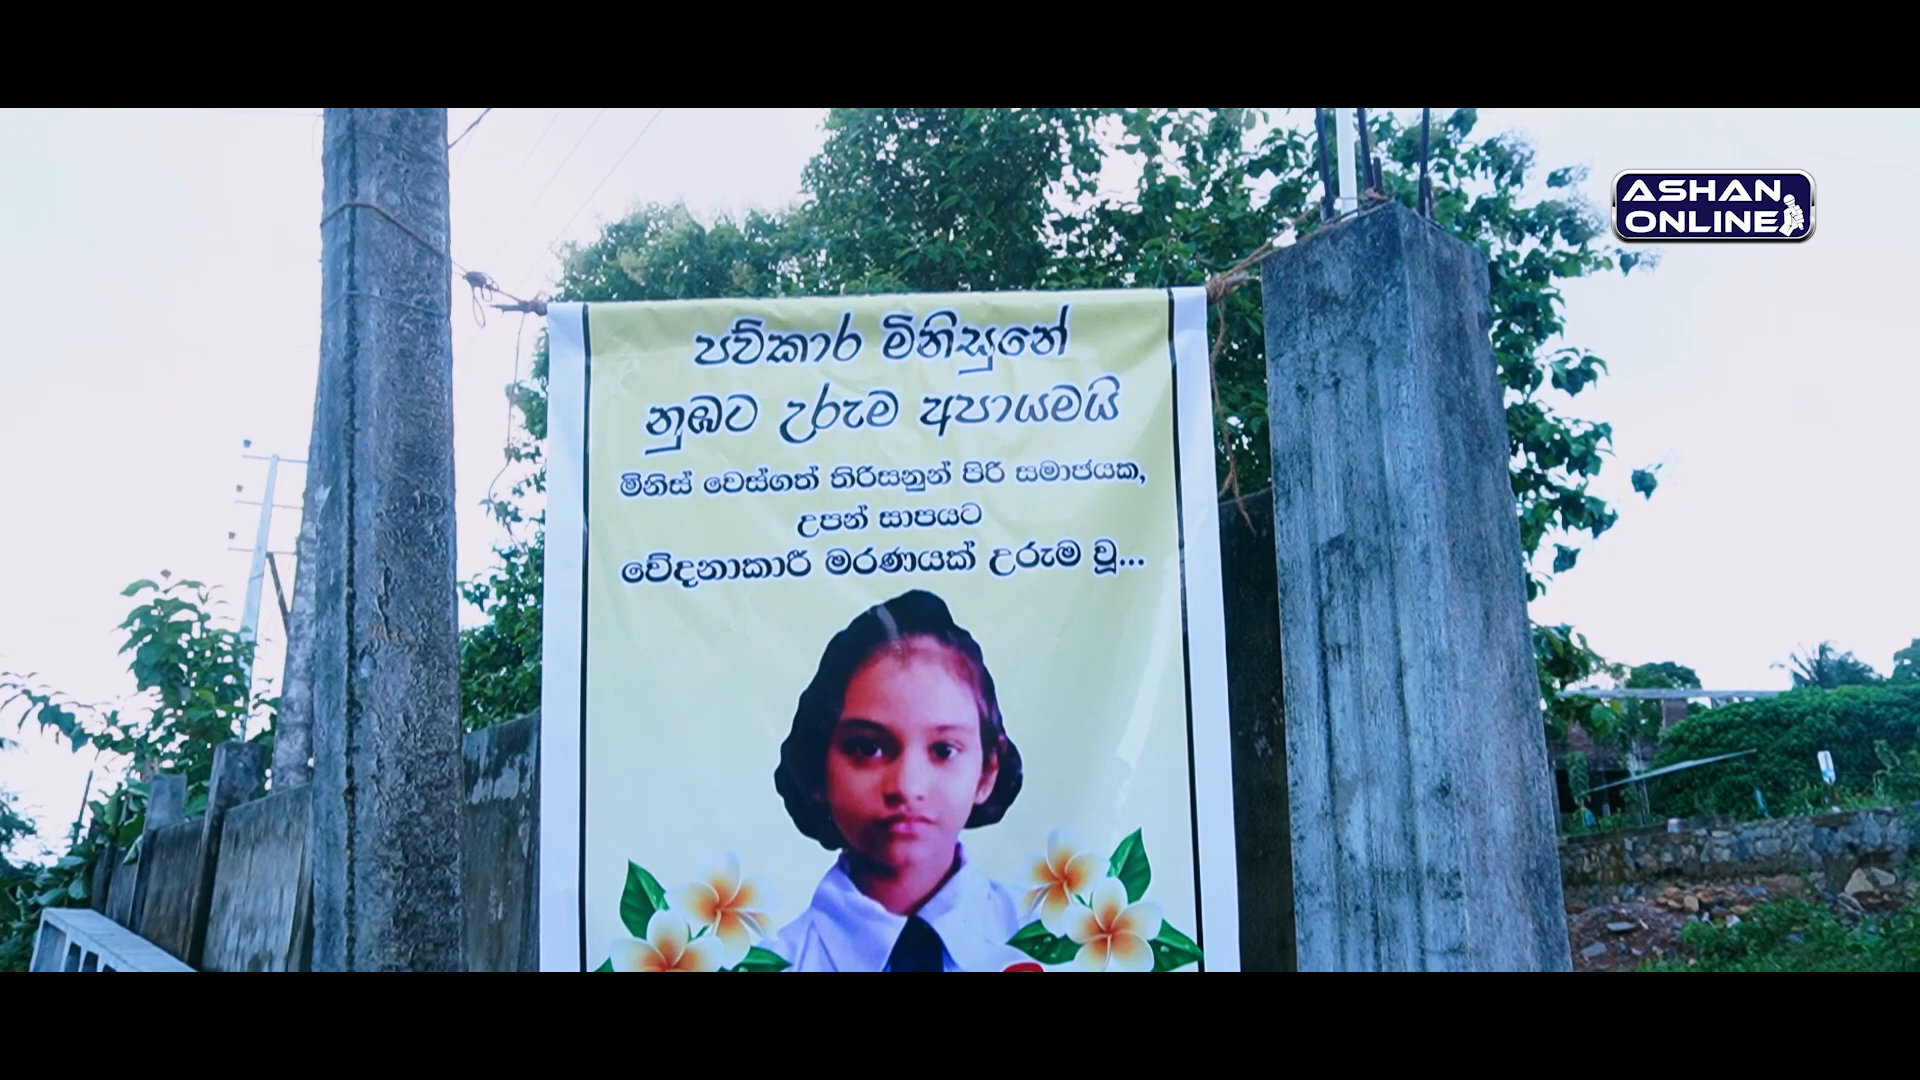 පව්කාර මිනිසුනේ
නුඹට උරුම අපායමයි
මිනිස් වෙස්ගත් තිරිසනුන් පිරි සමාජයක,
උපන් සාපයට
වේදනාකාරී මරණයක් උරුම වූ...
ASHAN
ONLINE